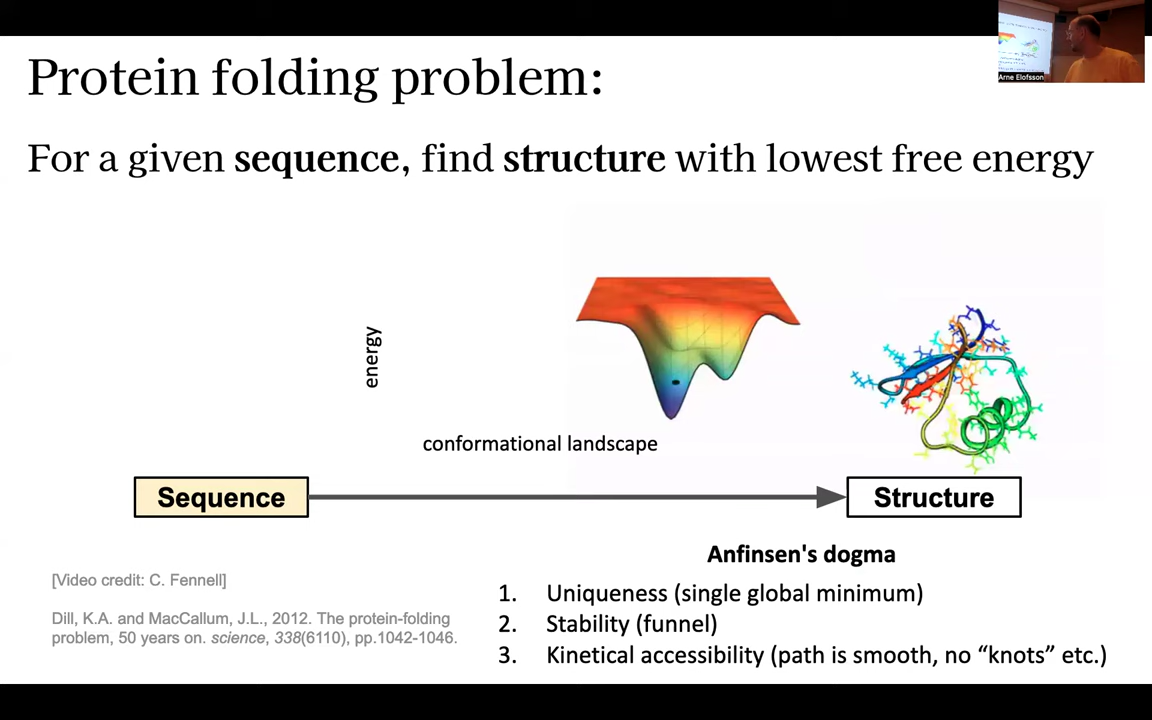 Arne Elofsson
Protein folding problem:
For a given sequence, find structure with lowest free energy
energy
conformational landscape
Sequence
Structure
Anfinsen's dogma
1. Uniqueness (single global minimum)
2. Stability (funnel)
3. Kinetical accessibility (path is smooth, no “knots” etc.)
[Video credit: C. Fennell]
Dill, K.A. and MacCallum, J.L., 2012. The protein-folding
problem, 50 years on. science, 338(6110), pp.1042-1046.